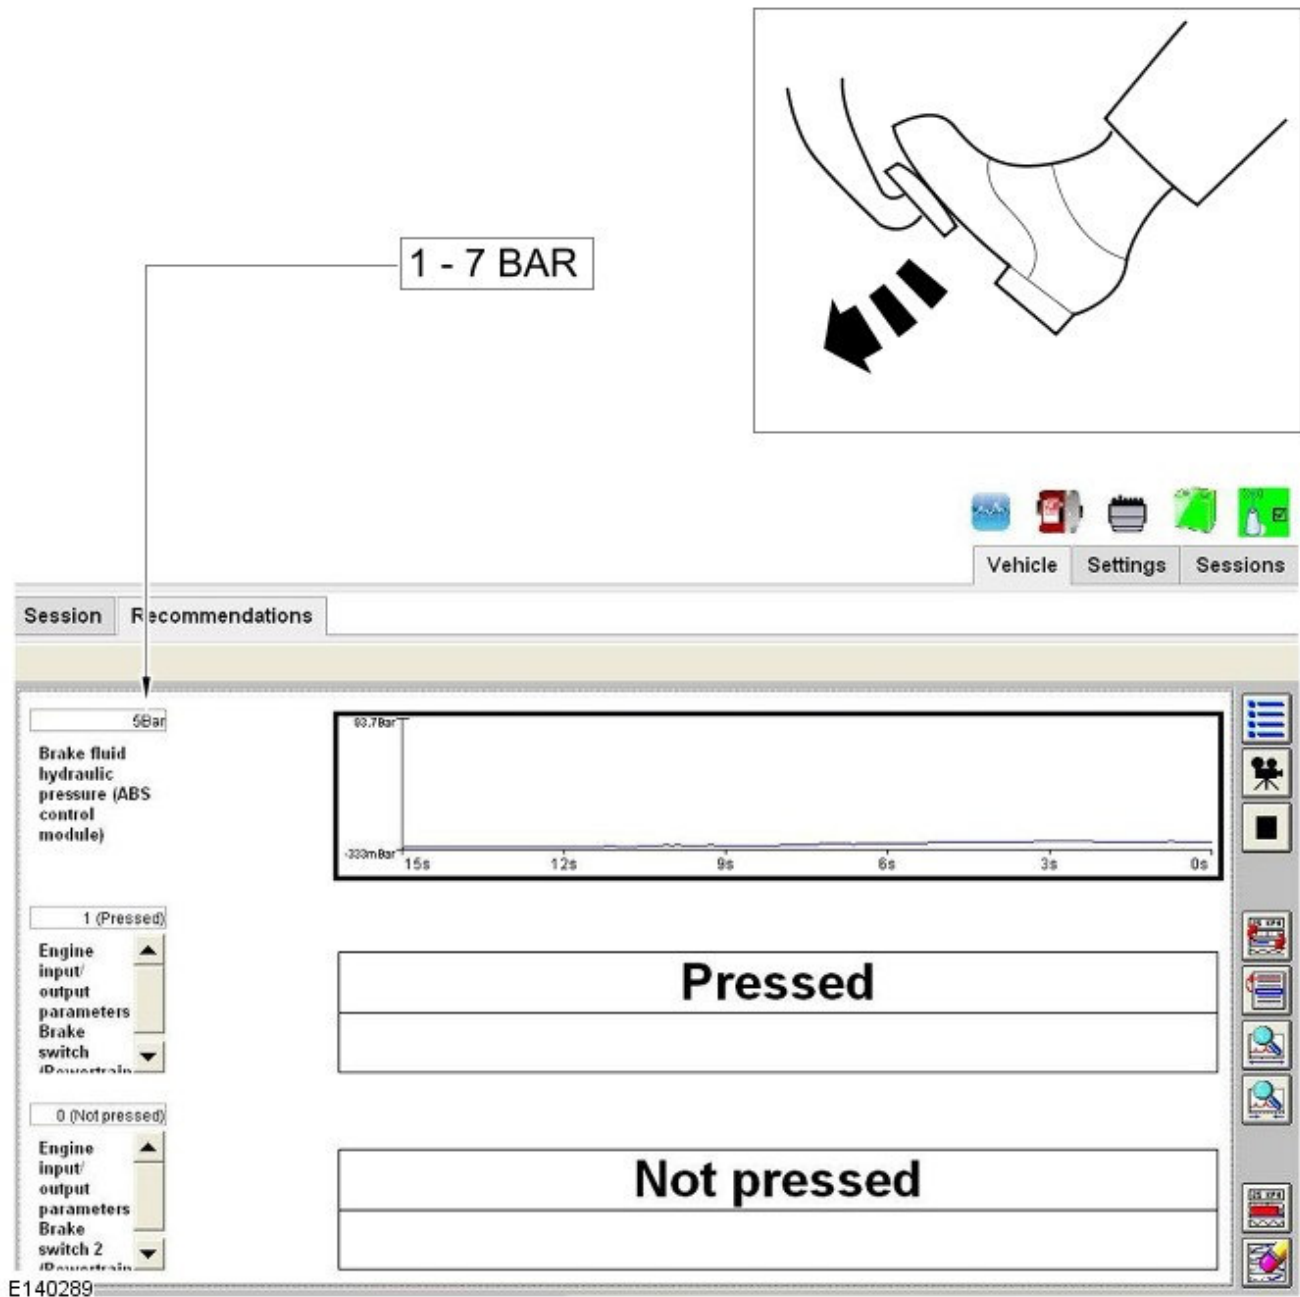 1 - 7 BAR
Vehicle Settings Sessions
Session Recommendations
5Bar
Brake fluid
hydraulic
pressure (ABS
control
module)
93.7Bar
-333mBar
15s 12s 9s 6s 3s 0s
1 (Pressed)
Engine
input/
output
parameters
Brake
switch
Pressed
0 (Not pressed)
Engine
input/
output
parameters
Brake
switch 2
Not pressed
E140289